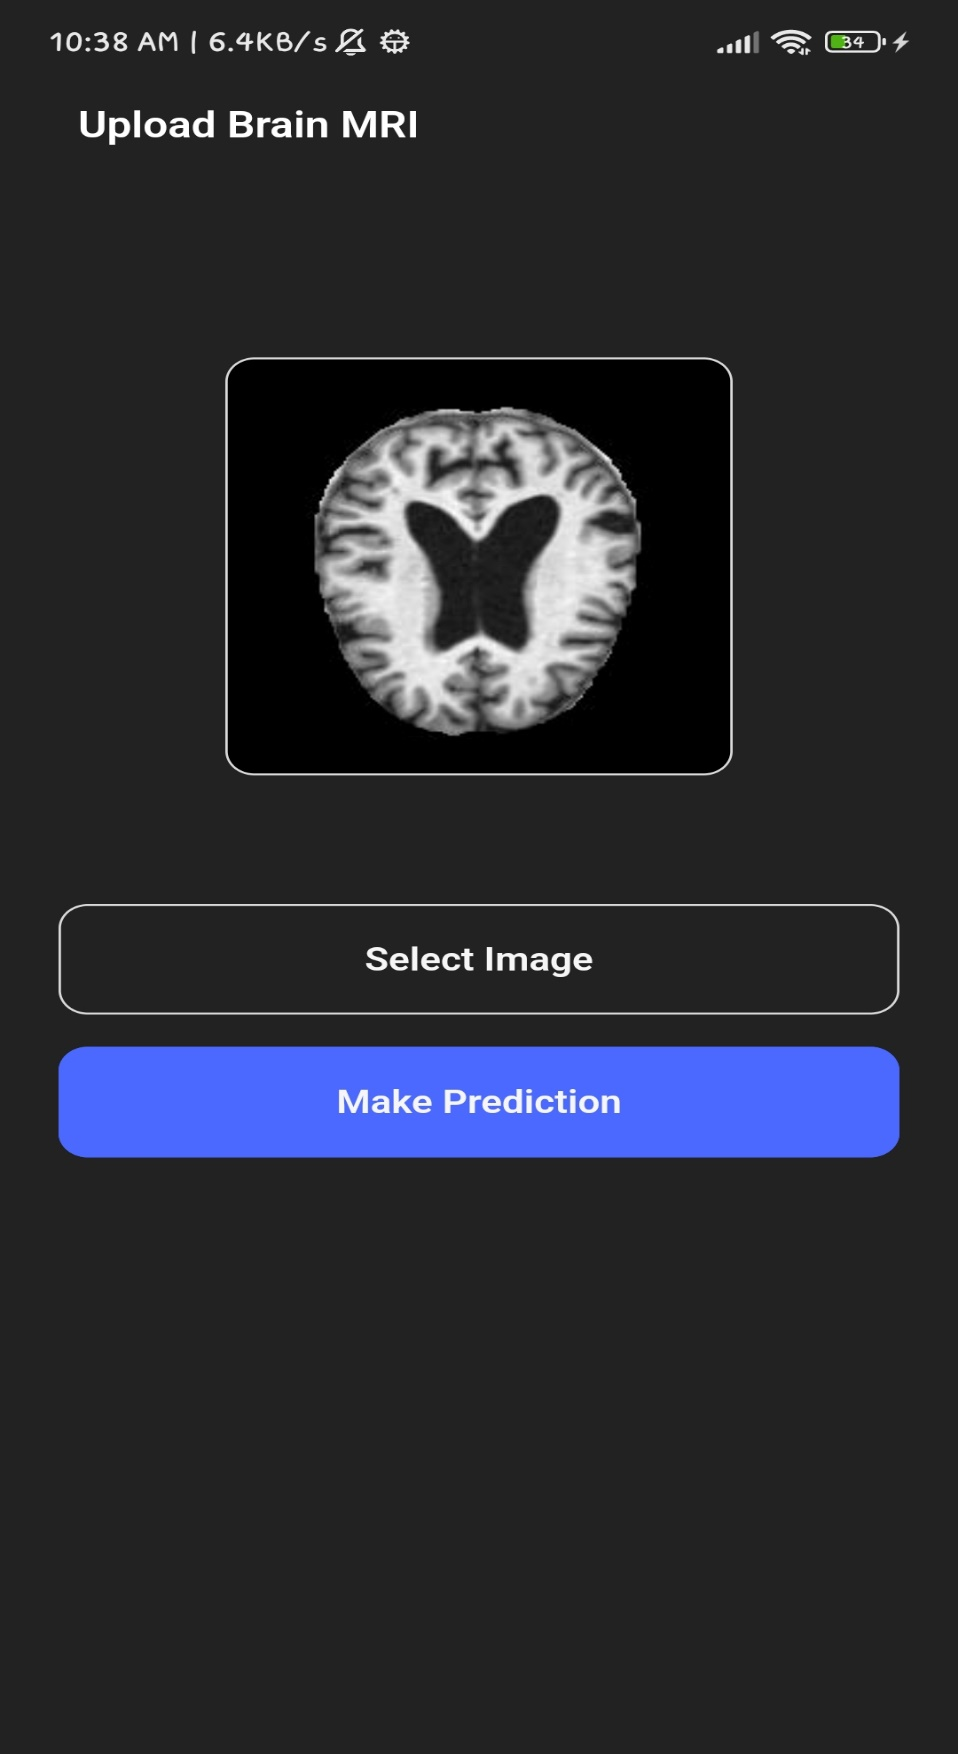 10:38 AM | 6.4KB/s
34
Upload Brain MRI
Select Image
Make Prediction